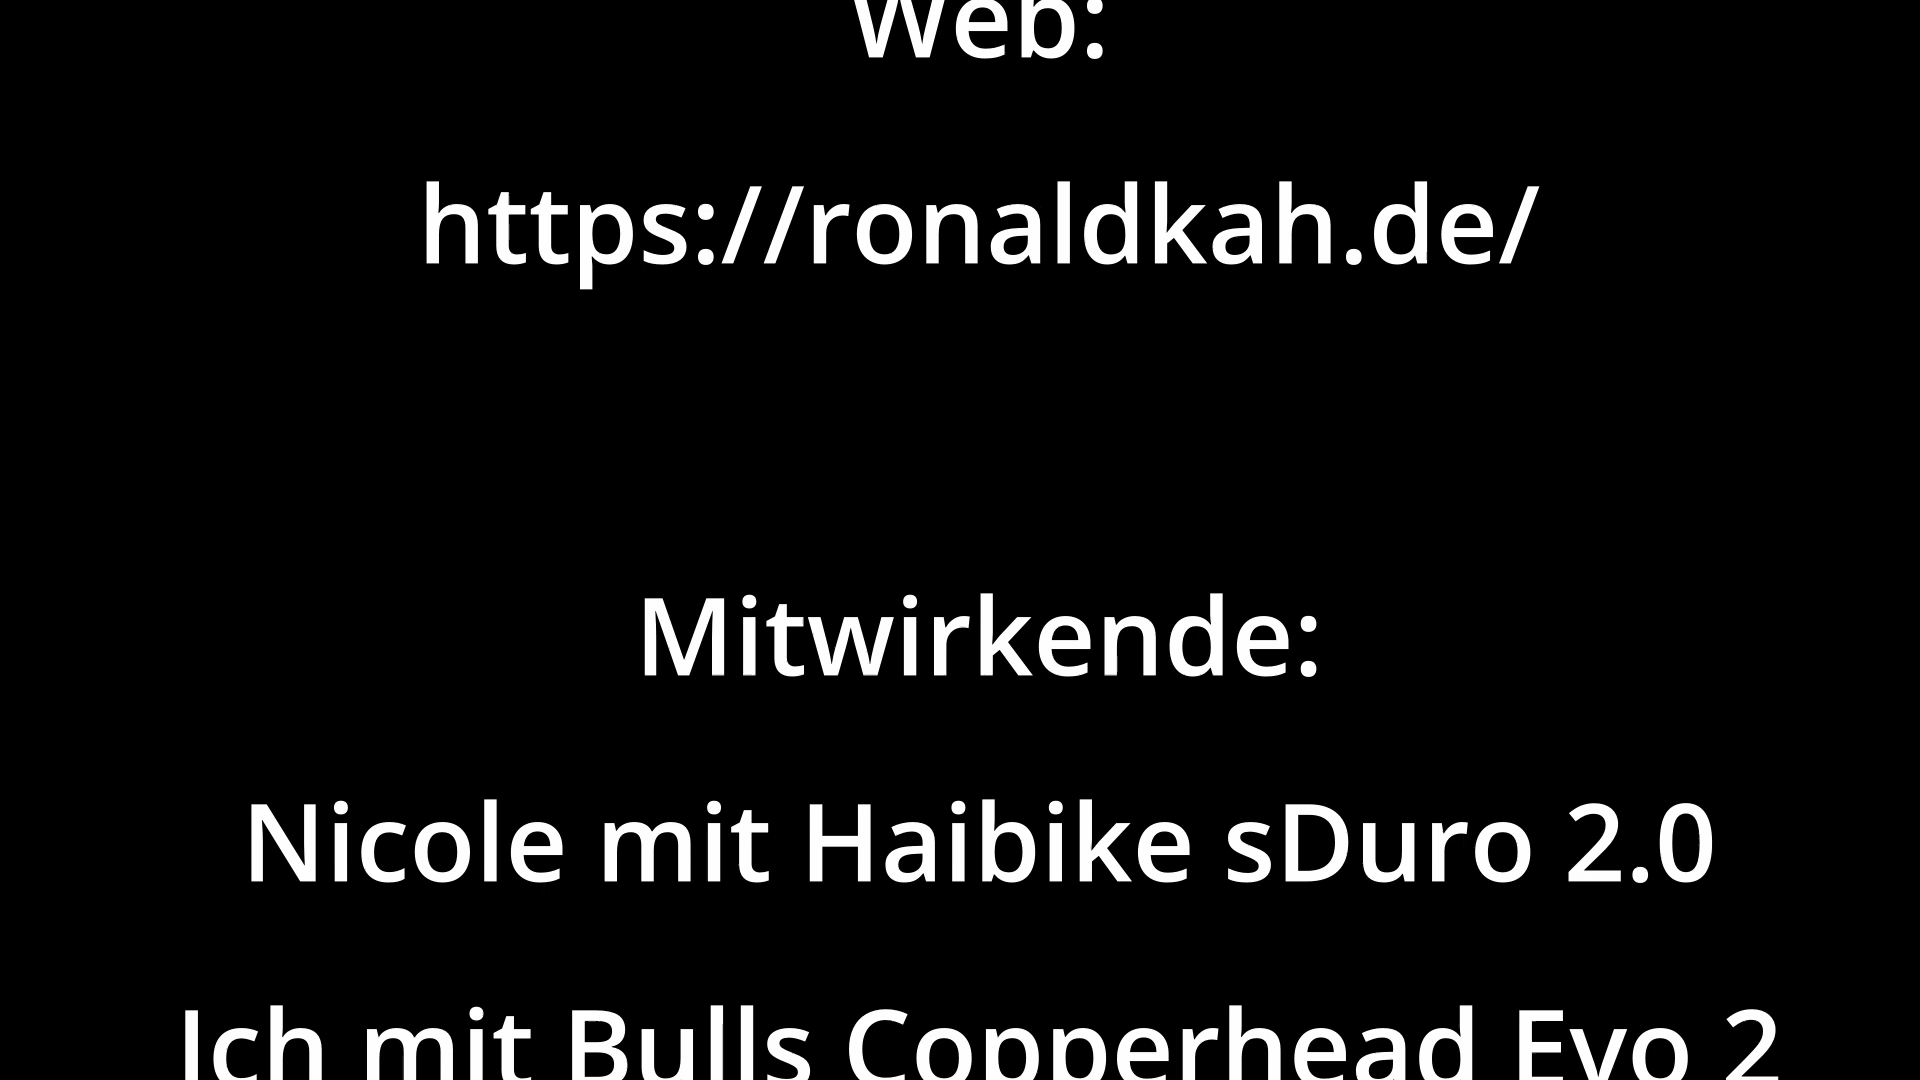 Web:
https://ronaldkah.de/
Mitwirkende:
Nicole mit Haibike sDuro 2.0
Ich mit Bulls Copperhead Evo 2